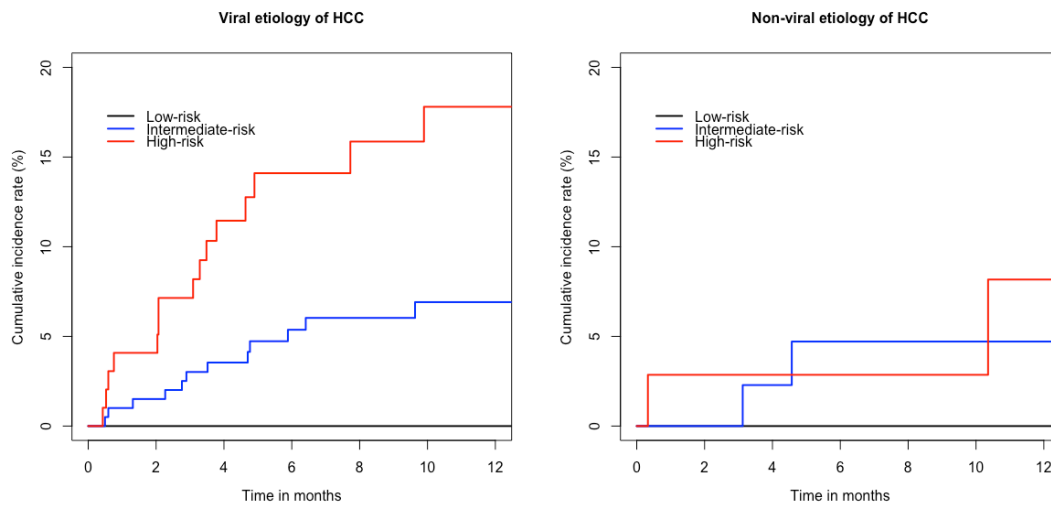 Viral etiology of HCC
Cumulative incidence rate (%)
20
15
10
5
0
Low-risk
Intermediate-risk
High-risk
0 2 4 6 8 10 12
Time in months
Non-viral etiology of HCC
Cumulative incidence rate (%)
20
15
10
5
0
Low-risk
Intermediate-risk
High-risk
0 2 4 6 8 10 12
Time in months